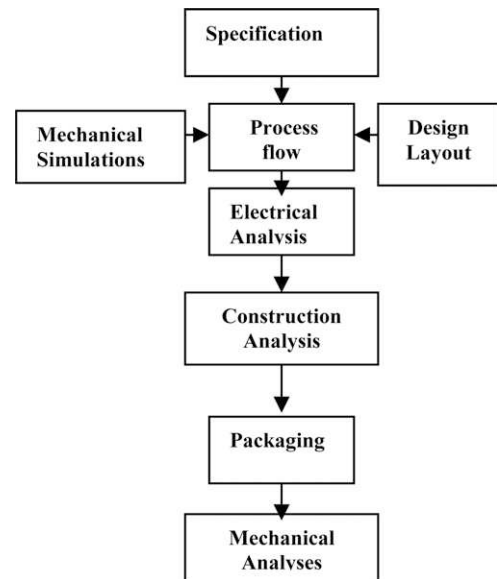 Specification
Mechanical
Simulations
Process
flow
Design
Layout
Electrical
Analysis
Construction
Analysis
Packaging
Mechanical
Analyses